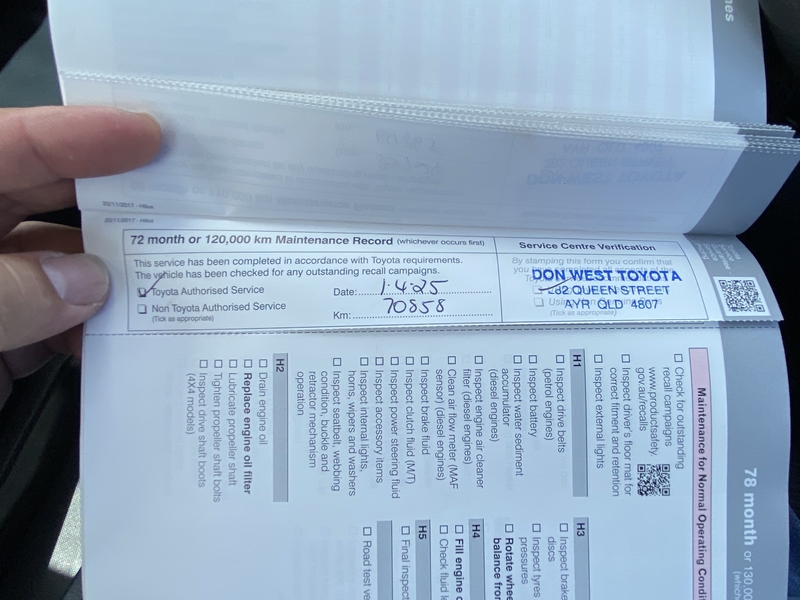 nes
20/11/2017 - Hilux
20/11/2017 - Hilux
72 month or 120,000 km Maintenance Record (whichever occurs first)
Service Centre Verification
This service has been completed in accordance with Toyota requirements.
The vehicle has been checked for any outstanding recall campaigns.
Toyota Authorised Service
Non Toyota Authorised Service
(Tick as appropriate)
Date: 1.4.25
Km: 70858
By stamping this form you confirm that
DON WEST TOYOTA
282 QUEEN STREET
AYR QLD 4807
(Tick as appropriate)
78 month or 130,00
Maintenance for Normal Operating Condi
Check for outstanding
recall campaigns
www.productsafety.
gov.au/recalls
Inspect driver's floor mat for
correct fitment and retention
Inspect external lights
H1
Inspect drive belts
(petrol engines)
Inspect battery
Inspect water sediment
accumulator
(diesel engines)
Inspect engine air cleaner
filter (diesel engines)
Clean air flow meter (MAF
sensor) (diesel engines)
Inspect brake fluid
Inspect clutch fluid (M/T)
Inspect power steering fluid
Inspect accessory items
Inspect internal lights,
horns, wipers and washers
Inspect seatbelt, webbing
condition, buckle and
retractor mechanism
operation
H2
Drain engine oil
Replace engine oil filter
Lubricate propeller shaft
Tighten propeller shaft bolts
Inspect drive shaft boots
(4X4 models)
H3
Inspect brake
discs
Inspect tyres
pressures
Rotate whee
balance fron
H4
Fill engine o
Check fluid le
H5
Final inspect
Road test ve